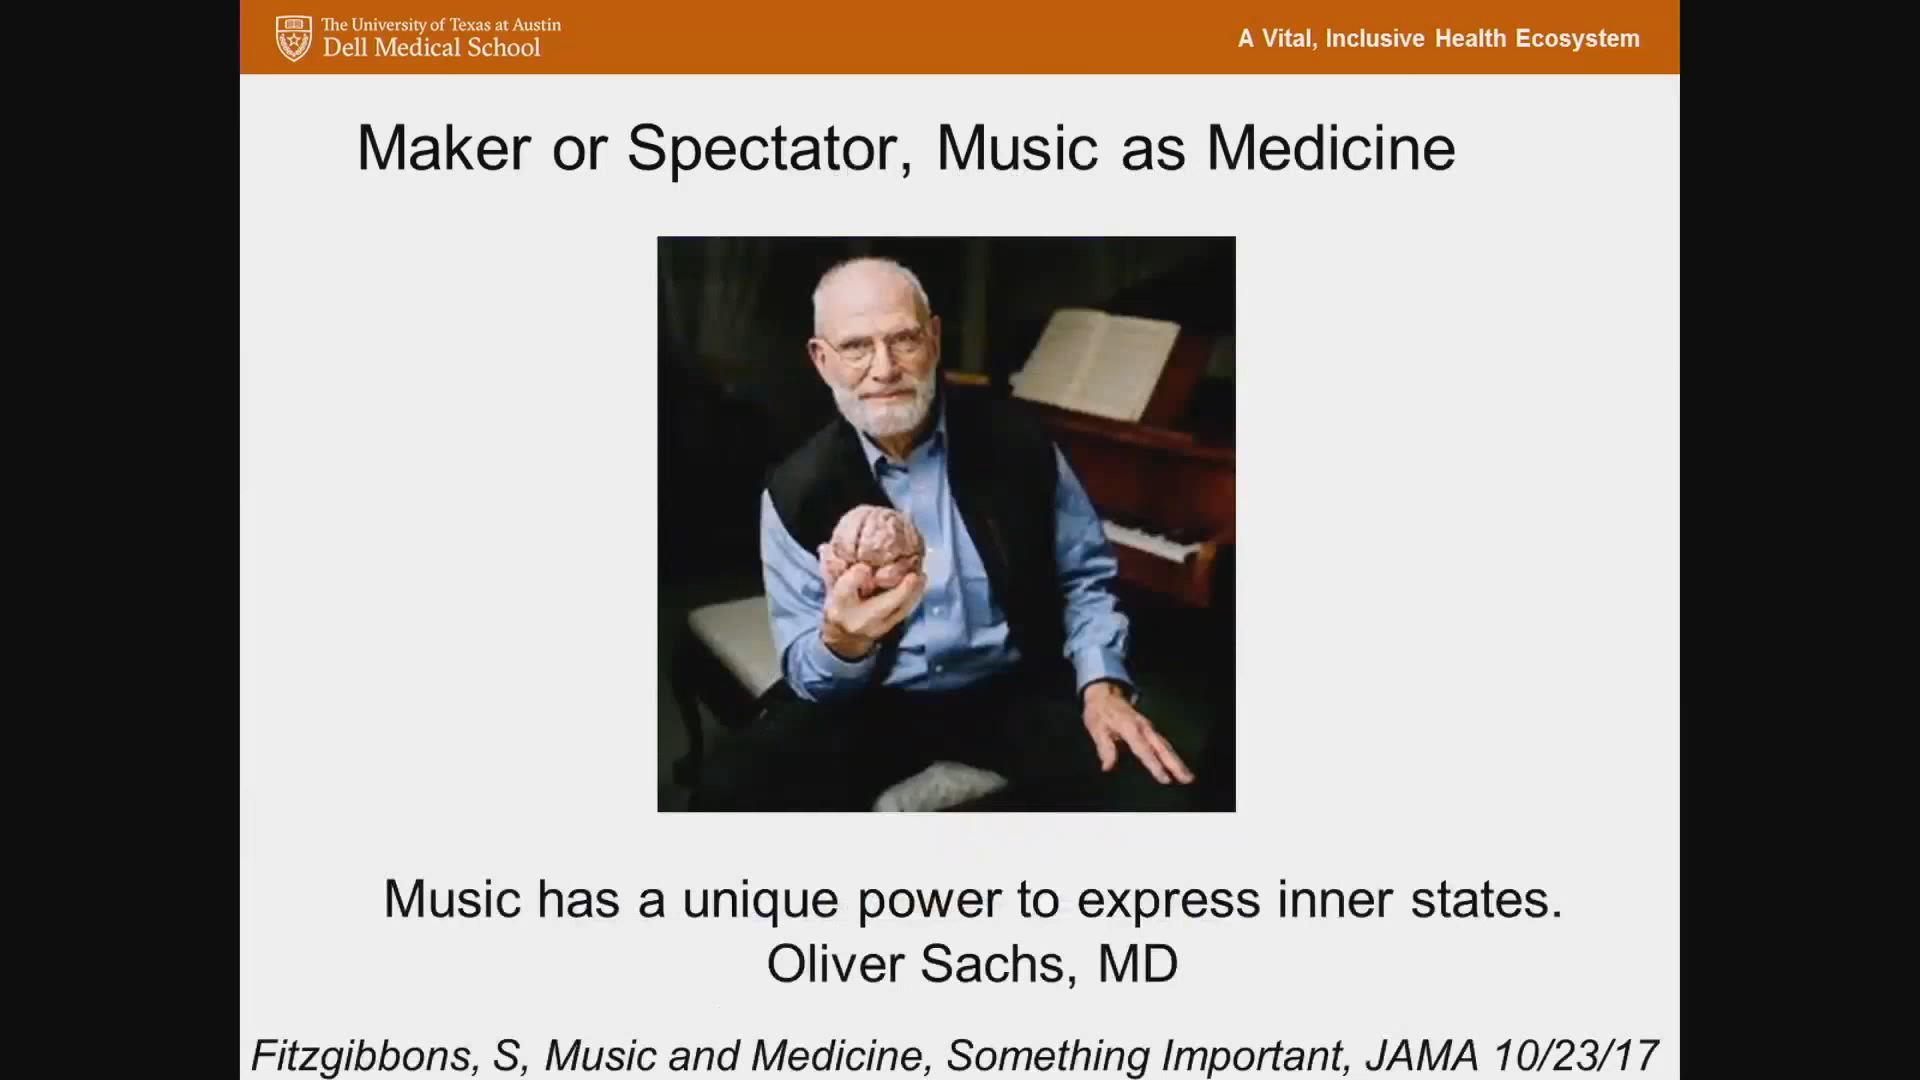 The University of Texas at Austin
Dell Medical School
A Vital, Inclusive Health Ecosystem
Maker or Spectator, Music as Medicine
Music has a unique power to express inner states.
Oliver Sachs, MD
Fitzgibbons, S, Music and Medicine, Something Important, JAMA 10/23/17